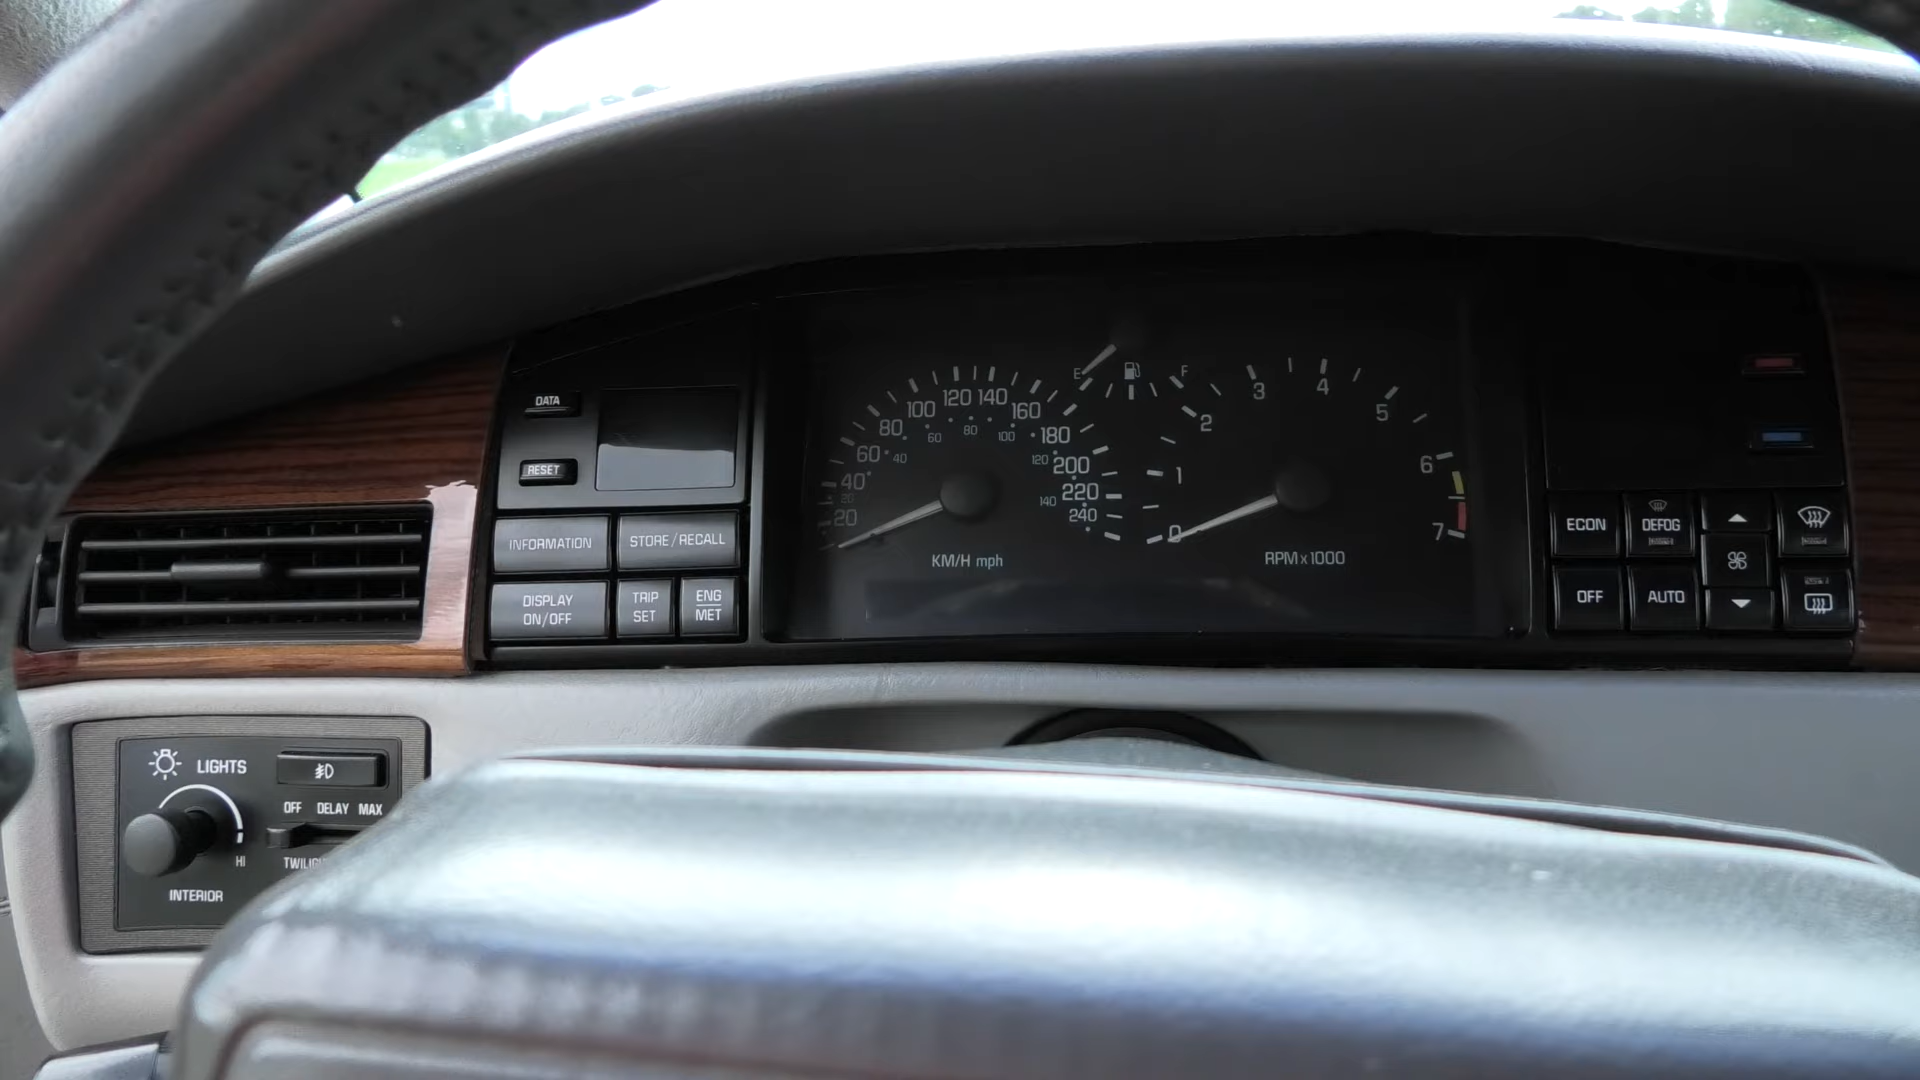 DATA
RESET
INFORMATION
STORE/RECALL
DISPLAY
ON/OFF
TRIP
SET
ENG
MET
20
40
60
80
100
120
140
160
180
200
220
240
20
40
60
80
100
120
140
KM/H mph
E
F
0
1
2
3
4
5
6
7
RPM x 1000
ECON
DEFOG
OFF
AUTO
LIGHTS
OFF DELAY MAX
HI
INTERIOR